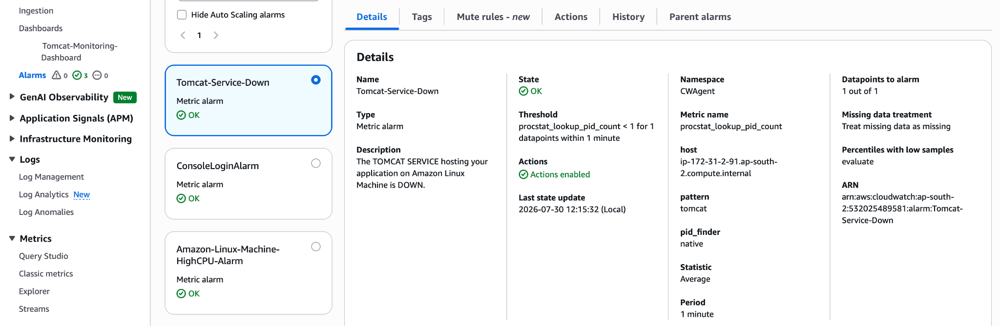 Ingestion
Dashboards
Tomcat-Monitoring-
Dashboard
Alarms 0 3 0
GenAI Observability New
Application Signals (APM)
Infrastructure Monitoring
Logs
Log Management
Log Analytics New
Log Anomalies
Metrics
Query Studio
Classic metrics
Explorer
Streams
Hide Auto Scaling alarms
1
Tomcat-Service-Down
Metric alarm
OK
ConsoleLoginAlarm
Metric alarm
OK
Amazon-Linux-Machine-
HighCPU-Alarm
Metric alarm
OK
Details
Tags
Mute rules - new
Actions
History
Parent alarms
Details
Name
Tomcat-Service-Down
Type
Metric alarm
Description
The TOMCAT SERVICE hosting your
application on Amazon Linux
Machine is DOWN.
State
OK
Threshold
procstat_lookup_pid_count < 1 for 1
datapoints within 1 minute
Actions
Actions enabled
Last state update
2026-07-30 12:15:32 (Local)
Namespace
CWAgent
Metric name
procstat_lookup_pid_count
host
ip-172-31-2-91.ap-south-
2.compute.internal
pattern
tomcat
pid_finder
native
Statistic
Average
Period
1 minute
Datapoints to alarm
1 out of 1
Missing data treatment
Treat missing data as missing
Percentiles with low samples
evaluate
ARN
arn:aws:cloudwatch:ap-south-
2:532025489581:alarm:Tomcat-
Service-Down